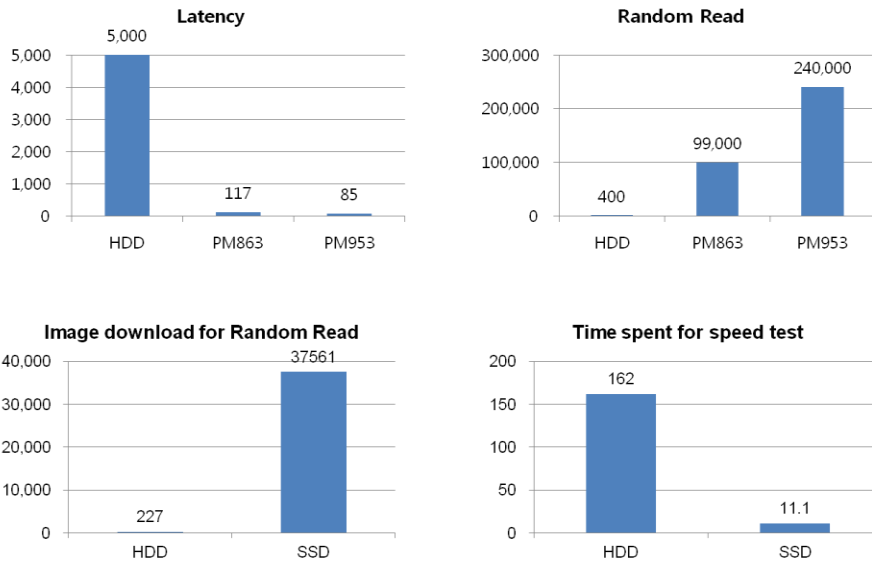 Latency
5,000
5,000
4,000
3,000
2,000
1,000
0
117
85
HDD
PM863
PM953
Random Read
300,000
200,000
100,000
0
400
99,000
240,000
HDD
PM863
PM953
Image download for Random Read
40,000
30,000
20,000
10,000
0
227
37561
HDD
SSD
Time spent for speed test
200
150
100
50
0
162
11.1
HDD
SSD